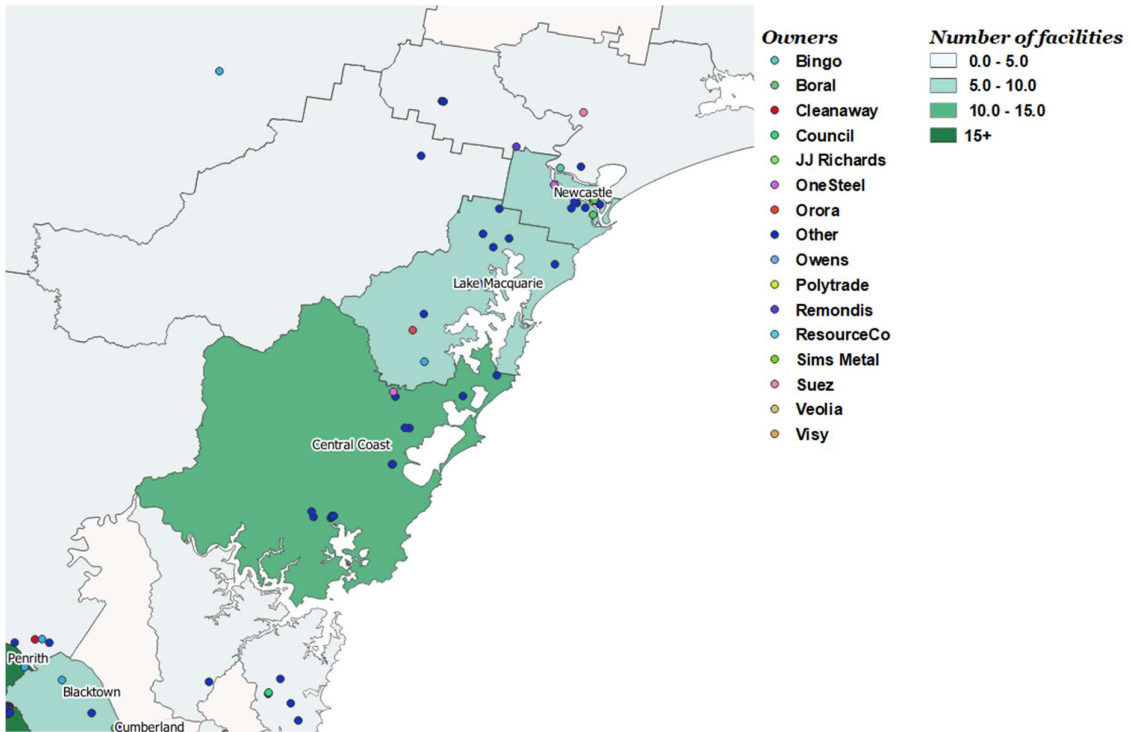 Owners
Bingo
Boral
Cleanaway
Council
JJ Richards
OneSteel
Orora
Other
Owens
Polytrade
Remondis
ResourceCo
Sims Metal
Suez
Veolia
Visy
Number of facilities
0.0 - 5.0
5.0 - 10.0
10.0 - 15.0
15+
Newcastle
Lake Macquarie
Central Coast
Penrith
Blacktown
Cumberland